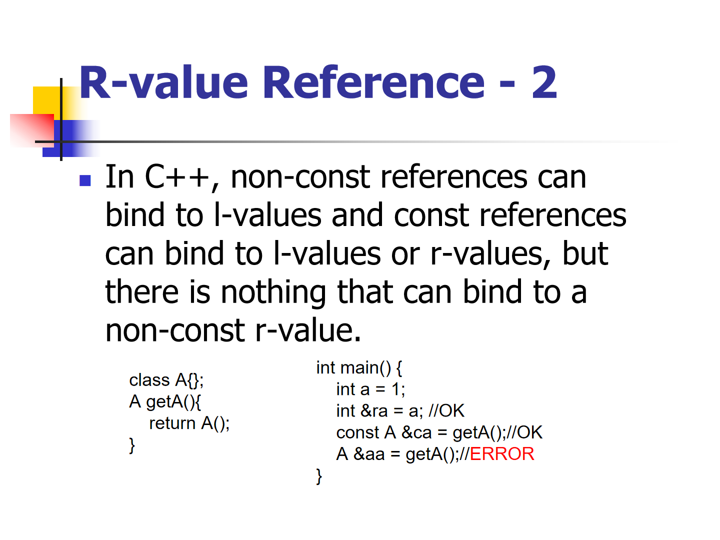 R-value Reference - 2
In C++, non-const references can
bind to l-values and const references
can bind to l-values or r-values, but
there is nothing that can bind to a
non-const r-value.
class A{};
A getA(){
return A();
}
int main() {
int a = 1;
int &ra = a; //OK
const A &ca = getA();//OK
A &aa = getA();//ERROR
}